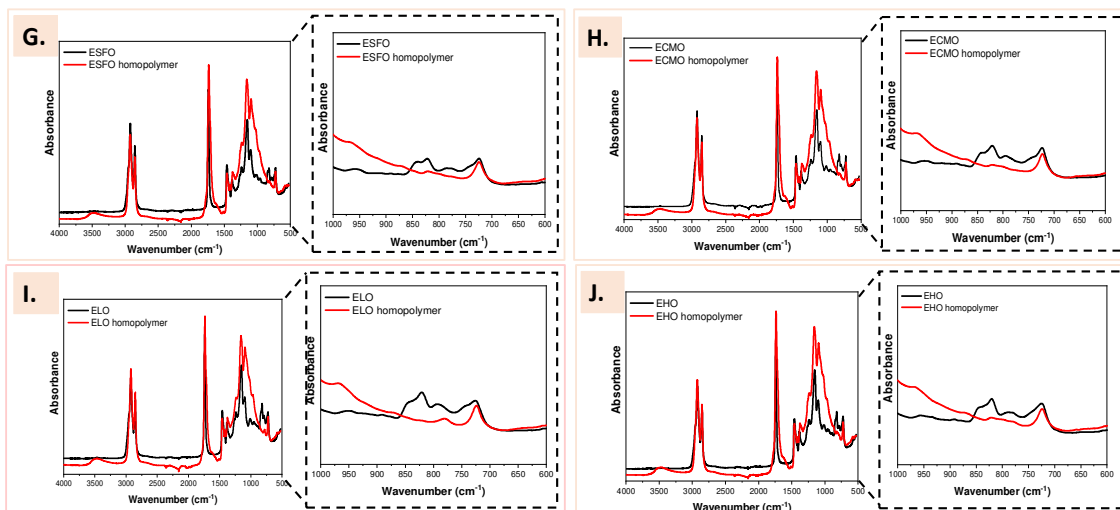 G.
ESFO
ESFO homopolymer
Absorbance
4000 3500 3000 2500 2000 1500 1000 500
Wavenumber (cm⁻¹)
ESFO
ESFO homopolymer
Absorbance
1000 950 900 850 800 750 700 650 600
Wavenumber (cm⁻¹)
H.
ECMO
ECMO homopolymer
Absorbance
4000 3500 3000 2500 2000 1500 1000 500
Wavenumber (cm⁻¹)
ECMO
ECMO homopolymer
Absorbance
1000 950 900 850 800 750 700 650 600
Wavenumber (cm⁻¹)
I.
ELO
ELO homopolymer
Absorbance
4000 3500 3000 2500 2000 1500 1000 500
Wavenumber (cm⁻¹)
ELO
ELO homopolymer
Absorbance
1000 950 900 850 800 750 700 650 600
Wavenumber (cm⁻¹)
J.
EHO
EHO homopolymer
Absorbance
4000 3500 3000 2500 2000 1500 1000 500
Wavenumber (cm⁻¹)
EHO
EHO homopolymer
Absorbance
1000 950 900 850 800 750 700 650 600
Wavenumber (cm⁻¹)